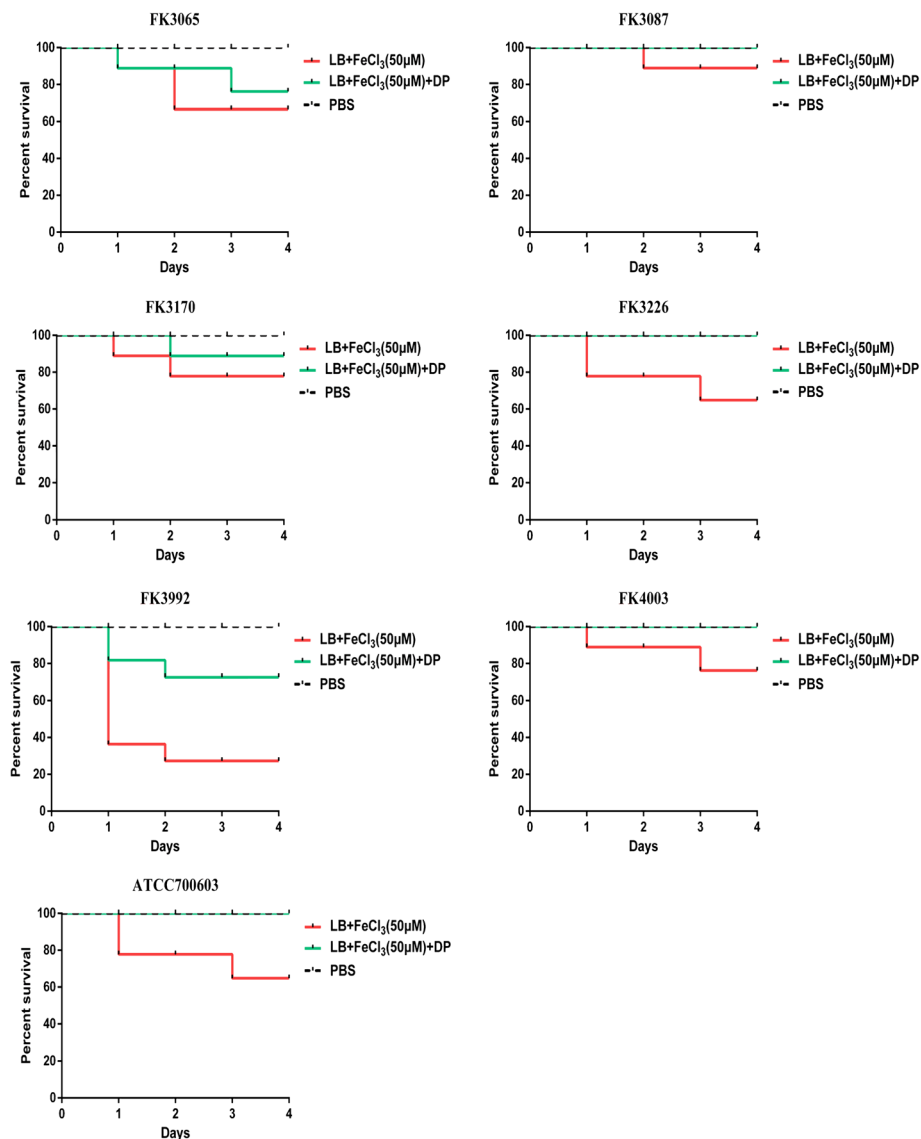 FK3065
Percent survival
100
80
60
40
20
0
0 1 2 3 4
Days
LB+FeCl₃(50μM)
LB+FeCl₃(50μM)+DP
PBS
FK3087
Percent survival
100
80
60
40
20
0
0 1 2 3 4
Days
LB+FeCl₃(50μM)
LB+FeCl₃(50μM)+DP
PBS
FK3170
Percent survival
100
80
60
40
20
0
0 1 2 3 4
Days
LB+FeCl₃(50μM)
LB+FeCl₃(50μM)+DP
PBS
FK3226
Percent survival
100
80
60
40
20
0
0 1 2 3 4
Days
LB+FeCl₃(50μM)
LB+FeCl₃(50μM)+DP
PBS
FK3992
Percent survival
100
80
60
40
20
0
0 1 2 3 4
Days
LB+FeCl₃(50μM)
LB+FeCl₃(50μM)+DP
PBS
FK4003
Percent survival
100
80
60
40
20
0
0 1 2 3 4
Days
LB+FeCl₃(50μM)
LB+FeCl₃(50μM)+DP
PBS
ATCC700603
Percent survival
100
80
60
40
20
0
0 1 2 3 4
Days
LB+FeCl₃(50μM)
LB+FeCl₃(50μM)+DP
PBS